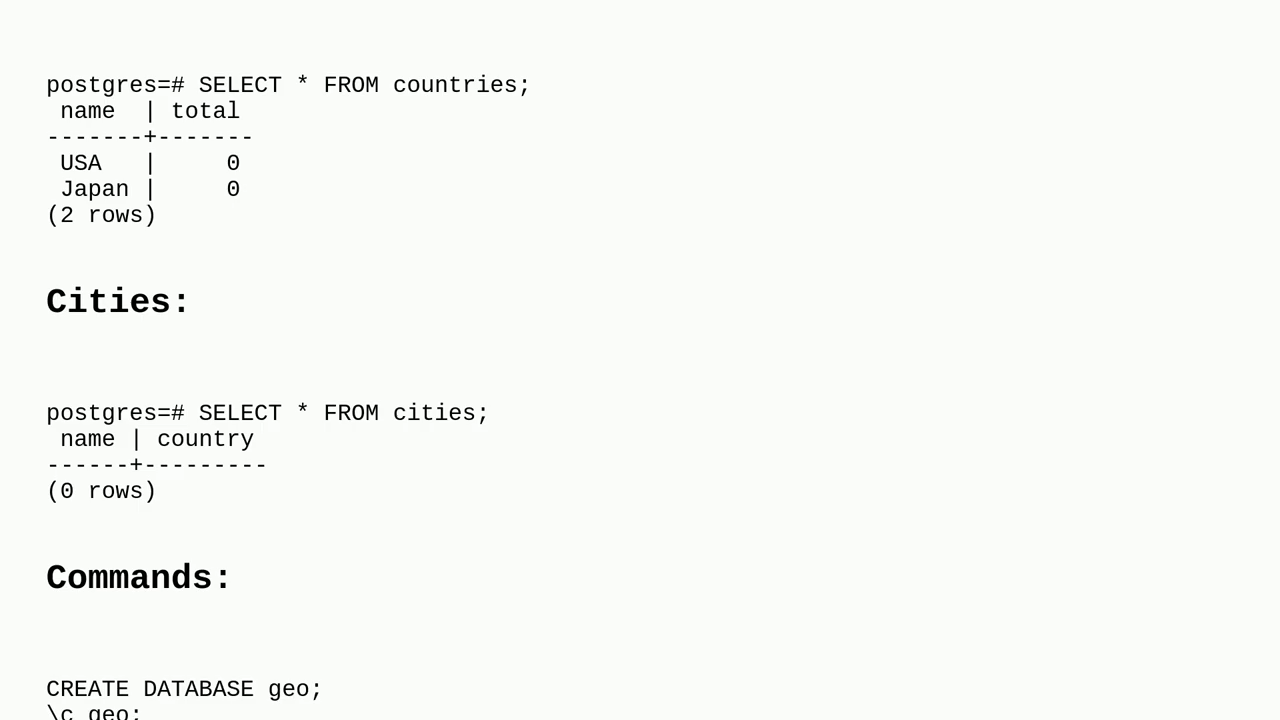 postgres=# SELECT * FROM countries;
 name  | total
-------+-------
 USA   |     0
 Japan |     0
(2 rows)
Cities:
postgres=# SELECT * FROM cities;
 name | country
------+---------
(0 rows)
Commands:
CREATE DATABASE geo;
\c geo;